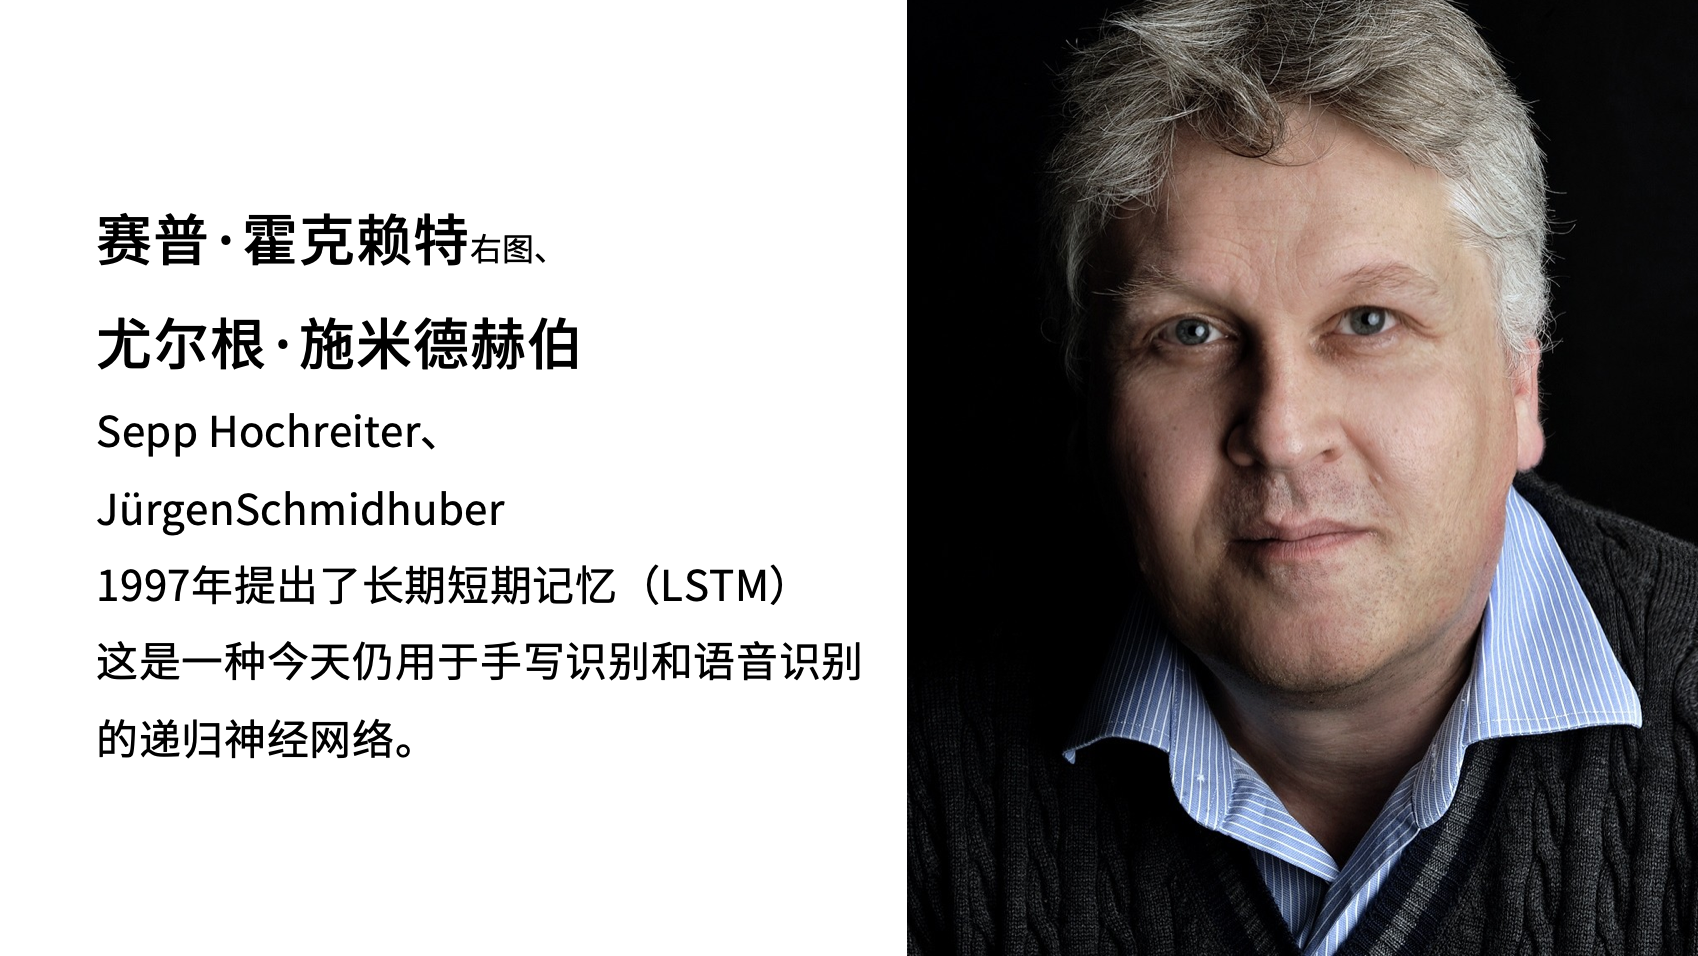 赛普·霍克赖特右图、
尤尔根·施米德赫伯
Sepp Hochreiter、
JürgenSchmidhuber
1997年提出了长期短期记忆（LSTM）
这是一种今天仍用于手写识别和语音识别
的递归神经网络。